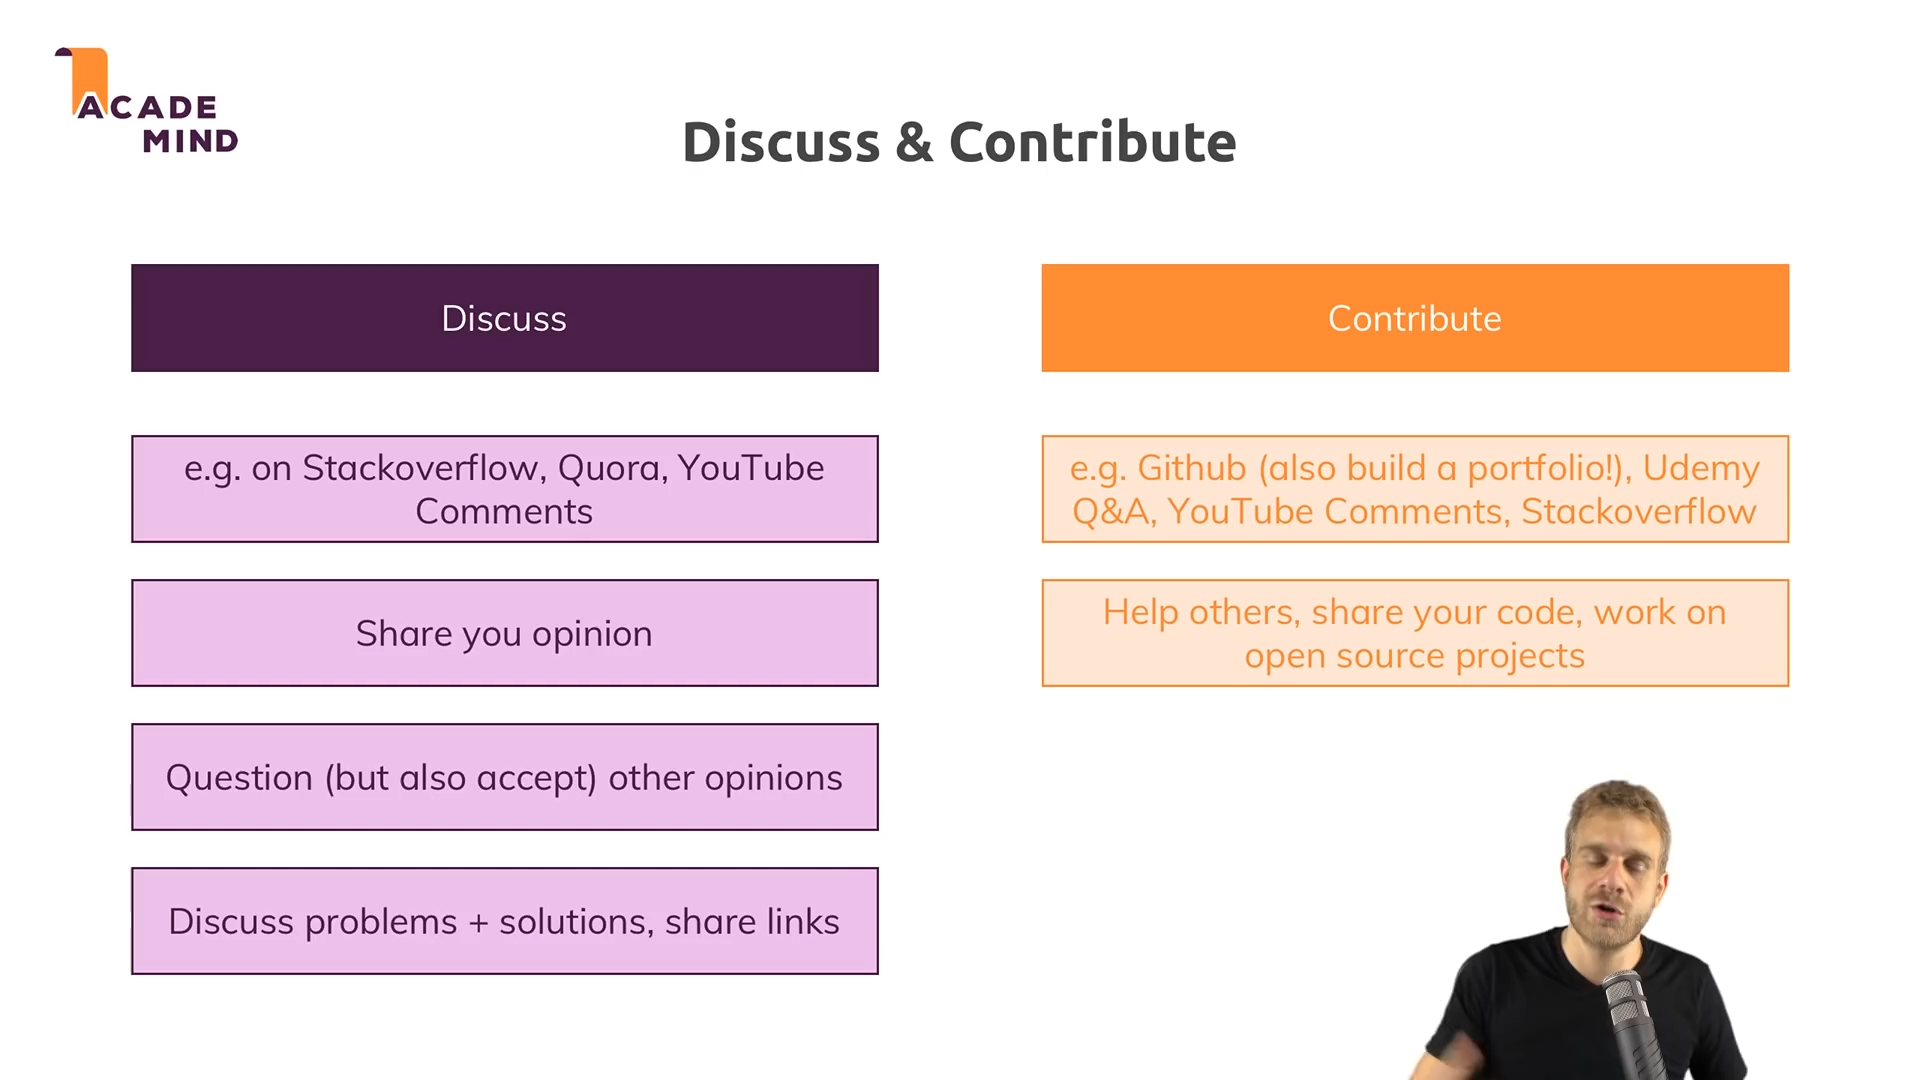 ACADE
MIND
Discuss & Contribute
Discuss
e.g. on Stackoverflow, Quora, YouTube
Comments
Share you opinion
Question (but also accept) other opinions
Discuss problems + solutions, share links
Contribute
e.g. Github (also build a portfolio!), Udemy
Q&A, YouTube Comments, Stackoverflow
Help others, share your code, work on
open source projects